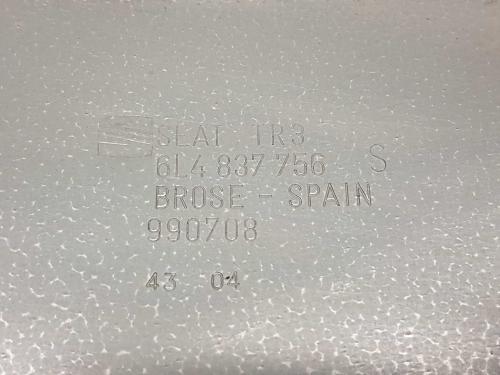 SEAT TR3
6L4 837 756 S
BROSE - SPAIN
990708
43 04